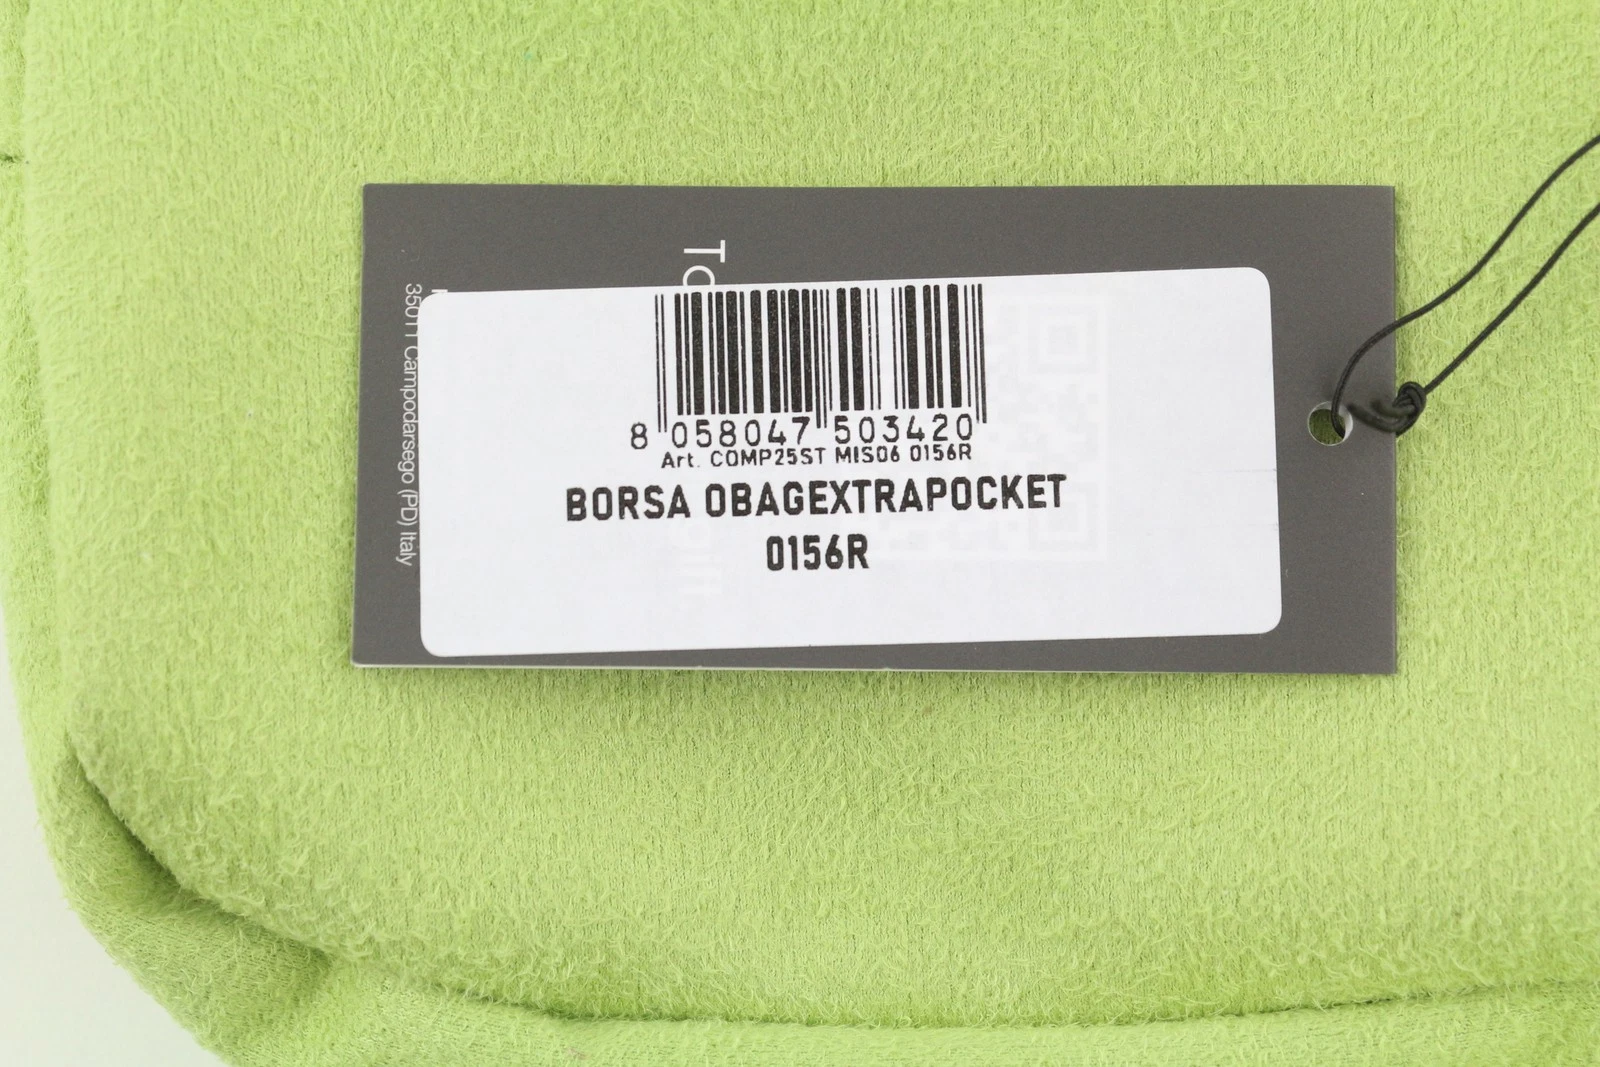 8 058047 503420
Art. COMP25ST MIS06 0156R
BORSA OBAGEXTRAPOCKET
0156R
35011 Campodarsego (PD) Italy